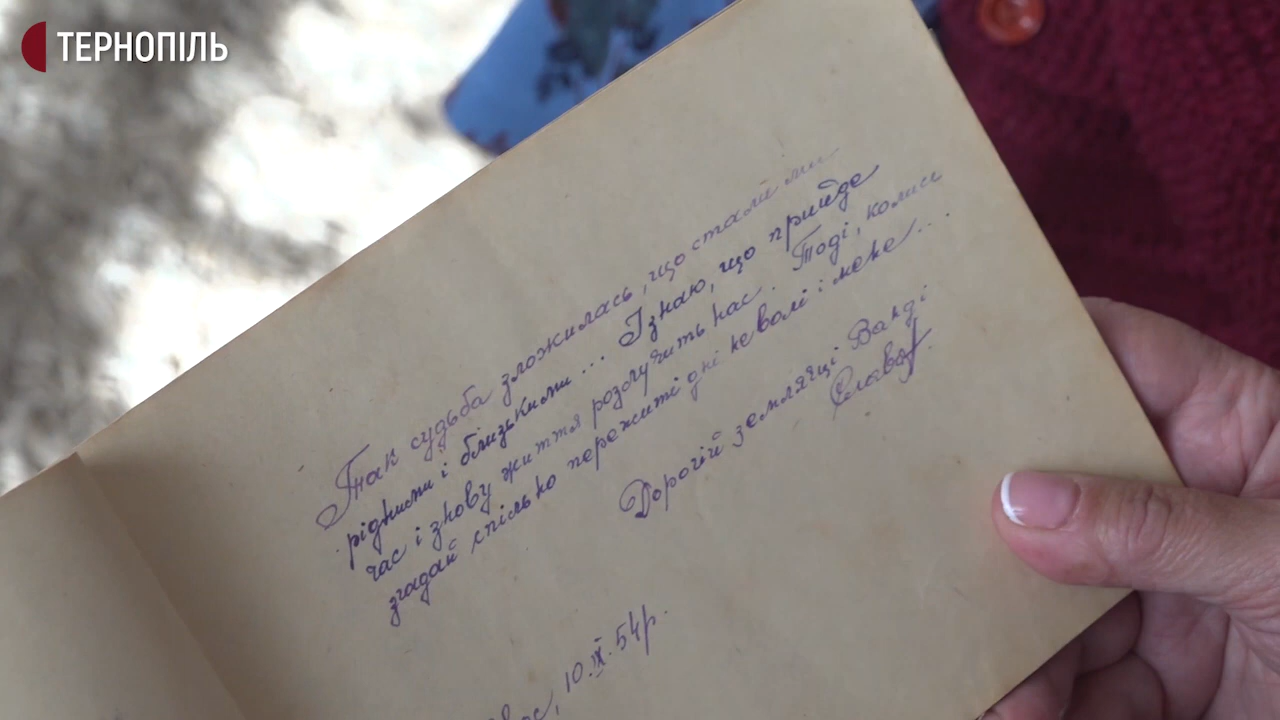 ТЕРНОПІЛЬ
Так судьба зложилась, що стали ми
рідними і близькими... І знаю, що прийде
час і знову життя розлучить нас. Тоді, колись
згадай спільно пережиті дні неволі і мене...
Дорогій землячці Ванді
Слава
10.IX.54р.